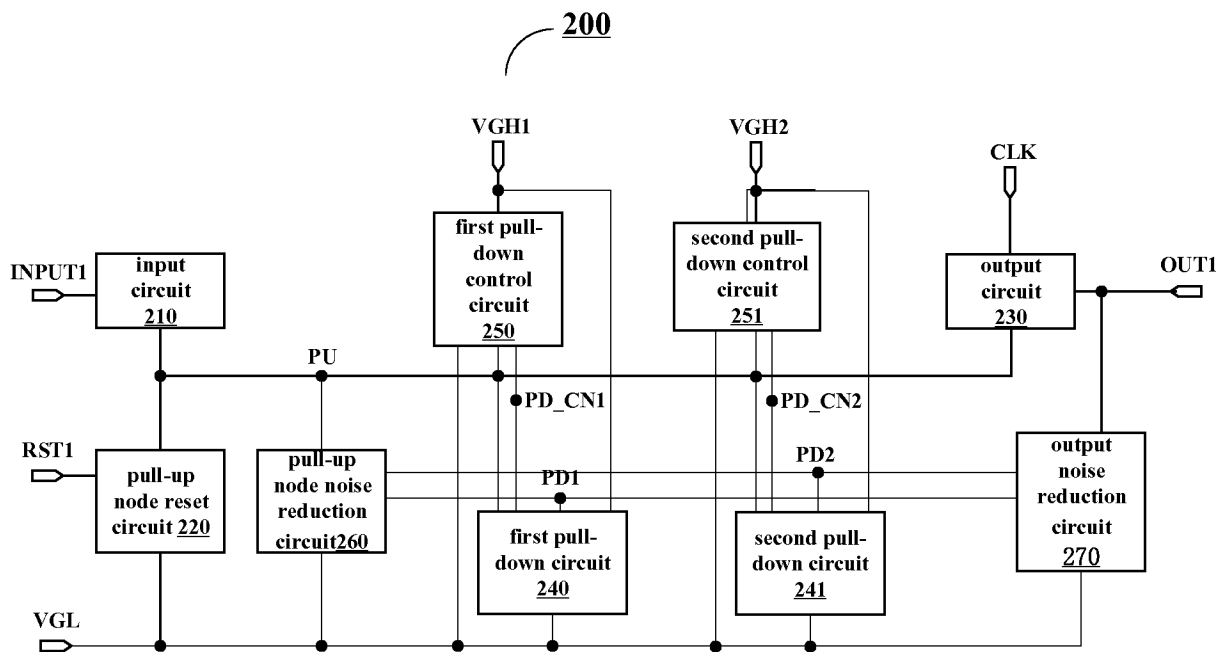 200
VGH1
VGH2
CLK
first pull-
down
control
circuit
250
second pull-
down control
circuit
251
INPUT1
input
circuit
210
output
circuit
230
OUT1
PU
PD_CN1
PD_CN2
RST1
pull-up
node reset
circuit 220
pull-up
node noise
reduction
circuit260
PD1
PD2
output
noise
reduction
circuit
270
first pull-
down circuit
240
second pull-
down circuit
241
VGL